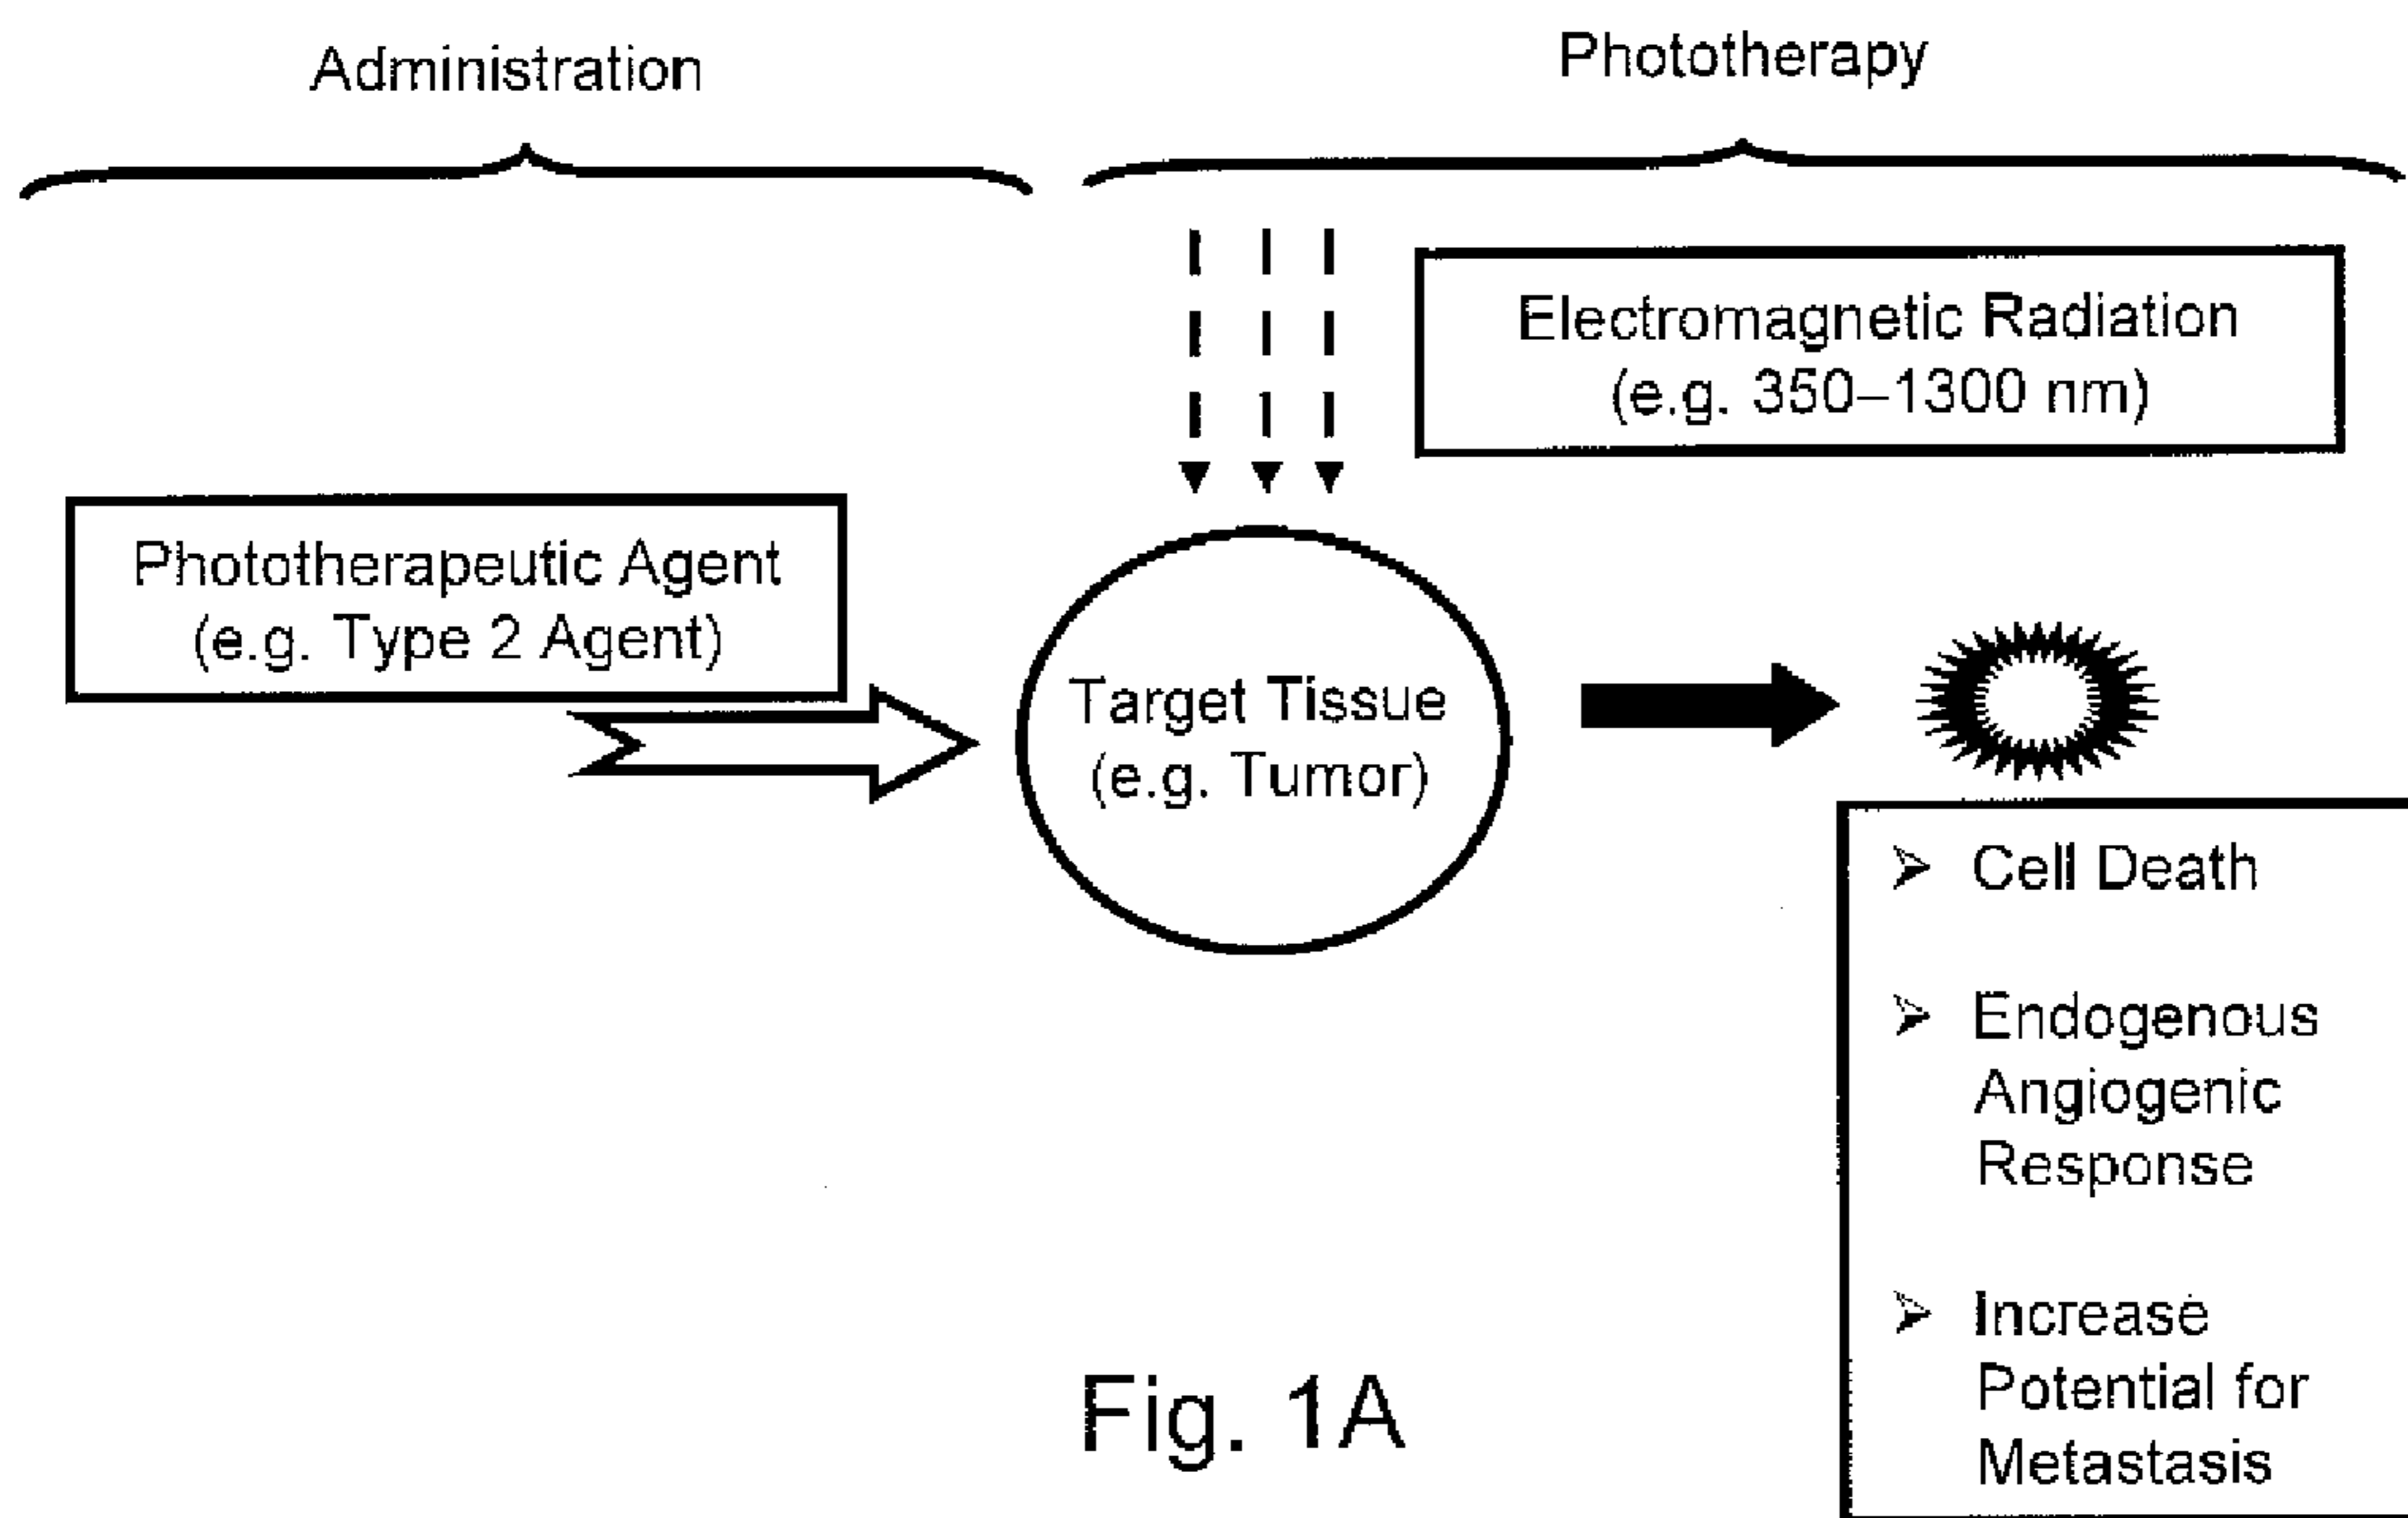 Administration
Phototherapy
Electromagnetic Radiation
(e.g. 350–1300 nm)
Phototherapeutic Agent
(e.g. Type 2 Agent)
Target Tissue
(e.g. Tumor)
➢ Cell Death
➢ Endogenous
Angiogenic
Response
➢ Increase
Potential for
Metastasis
Fig. 1A